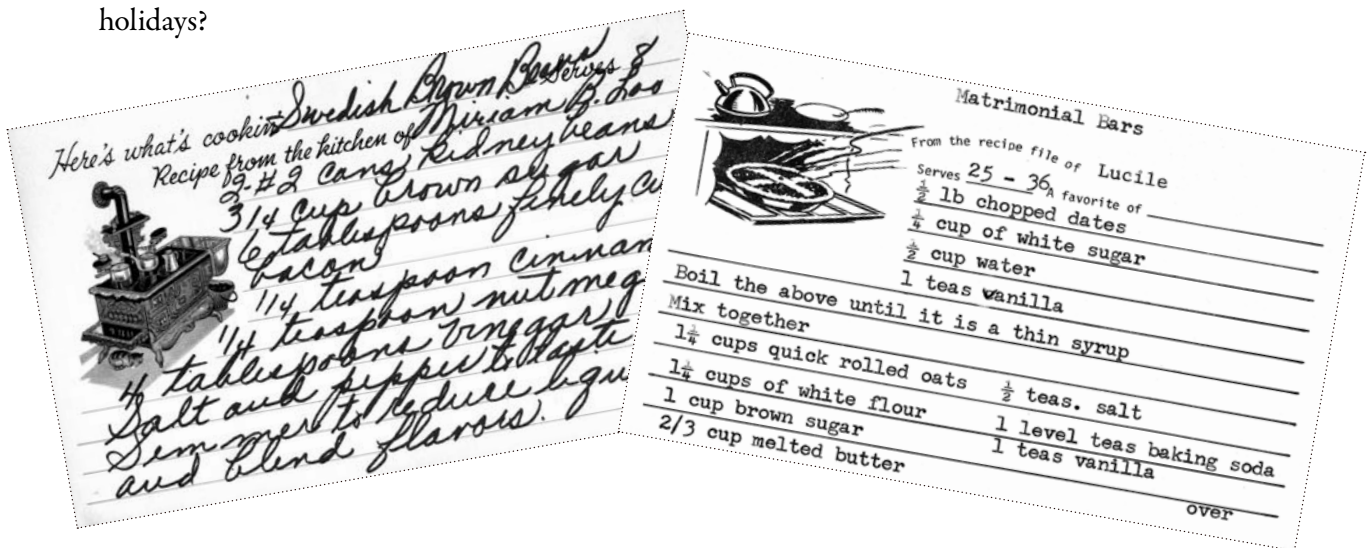 holidays?
Swedish Brown Beans
Serves 8
Here's what's cookin
Recipe from the kitchen of Miriam B. Loo
2-#2 cans kidney beans
3/4 cup brown sugar
6 tablespoons finely cu
bacon
1/4 teaspoon cinnam
1/4 teaspoon nutmeg
4 tablespoons vinegar
Salt and pepper to taste
Simmer to reduce liqu
and blend flavors.
Matrimonial Bars
From the recipe file of Lucile
Serves 25 - 36 A favorite of
½ lb chopped dates
¼ cup of white sugar
½ cup water
1 teas vanilla
Boil the above until it is a thin syrup
Mix together
1¼ cups quick rolled oats ½ teas. salt
1¼ cups of white flour 1 level teas baking soda
1 cup brown sugar 1 teas vanilla
2/3 cup melted butter
over